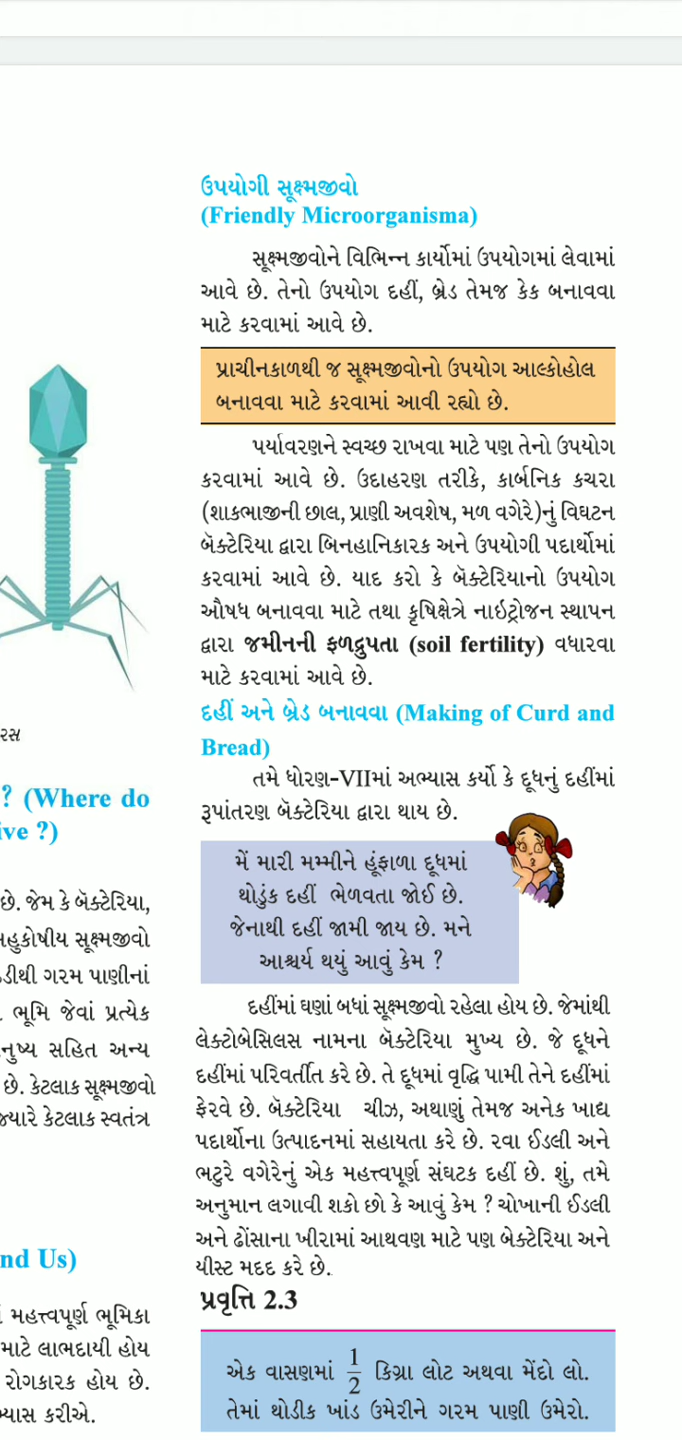 રસ
? (Where do
ive ?)
છે. જેમ કે બૅક્ટેરિયા,
બહુકોષીય સૂક્ષ્મજીવો
ડીથી ગરમ પાણીનાં
ભૂમિ જેવાં પ્રત્યેક
નુષ્ય સહિત અન્ય
છે. કેટલાક સૂક્ષ્મજીવો
જ્યારે કેટલાક સ્વતંત્ર
nd Us)
મહત્ત્વપૂર્ણ ભૂમિકા
માટે લાભદાયી હોય
રોગકારક હોય છે.
યાસ કરીએ.
ઉપયોગી સૂક્ષ્મજીવો
(Friendly Microorganisma)
સૂક્ષ્મજીવોને વિભિન્ન કાર્યોમાં ઉપયોગમાં લેવામાં
આવે છે. તેનો ઉપયોગ દહીં, બ્રેડ તેમજ કેક બનાવવા
માટે કરવામાં આવે છે.
પ્રાચીનકાળથી જ સૂક્ષ્મજીવોનો ઉપયોગ આલ્કોહોલ
બનાવવા માટે કરવામાં આવી રહ્યો છે.
પર્યાવરણને સ્વચ્છ રાખવા માટે પણ તેનો ઉપયોગ
કરવામાં આવે છે. ઉદાહરણ તરીકે, કાર્બનિક કચરા
(શાકભાજીની છાલ, પ્રાણી અવશેષ, મળ વગેરે)નું વિઘટન
બૅક્ટેરિયા દ્વારા બિનહાનિકારક અને ઉપયોગી પદાર્થોમાં
કરવામાં આવે છે. યાદ કરો કે બૅક્ટેરિયાનો ઉપયોગ
ઔષધ બનાવવા માટે તથા કૃષિક્ષેત્રે નાઇટ્રોજન સ્થાપન
દ્વારા જમીનની ફળદ્રુપતા (soil fertility) વધારવા
માટે કરવામાં આવે છે.
દહીં અને બ્રેડ બનાવવા (Making of Curd and
Bread)
તમે ધોરણ-VIIમાં અભ્યાસ કર્યો કે દૂધનું દહીંમાં
રૂપાંતરણ બૅક્ટેરિયા દ્વારા થાય છે.
મેં મારી મમ્મીને હૂંફાળા દૂધમાં
થોડુંક દહીં ભેળવતા જોઈ છે.
જેનાથી દહીં જામી જાય છે. મને
આશ્ચર્ય થયું આવું કેમ ?
દહીંમાં ઘણાં બધાં સૂક્ષ્મજીવો રહેલા હોય છે. જેમાંથી
લેક્ટોબેસિલસ નામના બૅક્ટેરિયા મુખ્ય છે. જે દૂધને
દહીંમાં પરિવર્તીત કરે છે. તે દૂધમાં વૃદ્ધિ પામી તેને દહીંમાં
ફેરવે છે. બૅક્ટેરિયા ચીઝ, અથાણું તેમજ અનેક ખાદ્ય
પદાર્થોના ઉત્પાદનમાં સહાયતા કરે છે. રવા ઈડલી અને
ભટુરે વગેરેનું એક મહત્ત્વપૂર્ણ સંઘટક દહીં છે. શું, તમે
અનુમાન લગાવી શકો છો કે આવું કેમ ? ચોખાની ઈડલી
અને ઢોંસાના ખીરામાં આથવણ માટે પણ બેક્ટેરિયા અને
યીસ્ટ મદદ કરે છે.
પ્રવૃત્તિ 2.3
એક વાસણમાં 1/2 કિગ્રા લોટ અથવા મેંદો લો.
તેમાં થોડીક ખાંડ ઉમેરીને ગરમ પાણી ઉમેરો.